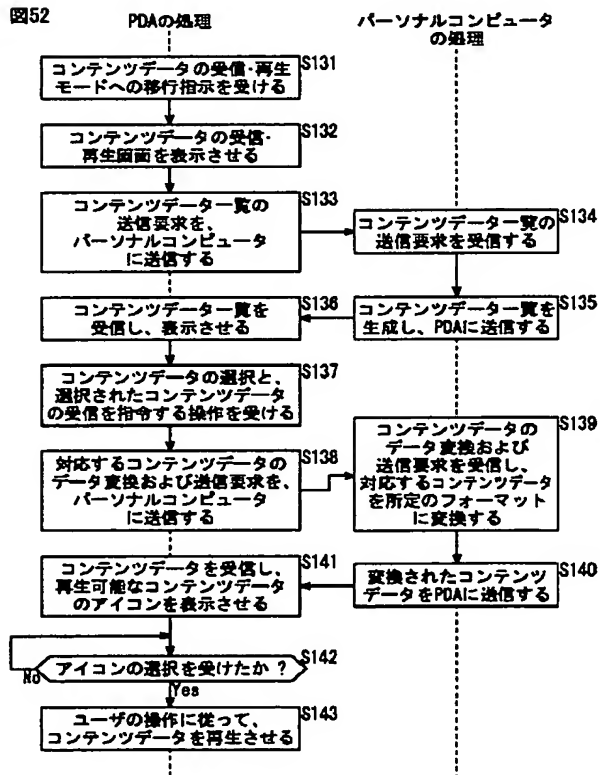 図52
PDAの処理
パーソナルコンピュータ
の処理
コンテンツデータの受信・再生
モードへの移行指示を受ける
S131
コンテンツデータの受信・
再生画面を表示させる
S132
コンテンツデータ一覧の
送信要求を、
パーソナルコンピュータ
に送信する
S133
コンテンツデータ一覧の
送信要求を受信する
S134
コンテンツデータ一覧を
生成し、PDAに送信する
S135
コンテンツデータ一覧を
受信し、表示させる
S136
コンテンツデータの選択と、
選択されたコンテンツデータ
の受信を指令する操作を受ける
S137
対応するコンテンツデータの
データ変換および送信要求を、
パーソナルコンピュータ
に送信する
S138
コンテンツデータの
データ変換および
送信要求を受信し、
対応するコンテンツデータ
を所定のフォーマット
に変換する
S139
変換されたコンテンツ
データをPDAに送信する
S140
コンテンツデータを受信し、
再生可能なコンテンツデータ
のアイコンを表示させる
S141
アイコンの選択を受けたか?
S142
No
Yes
ユーザの操作に従って、
コンテンツデータを再生させる
S143